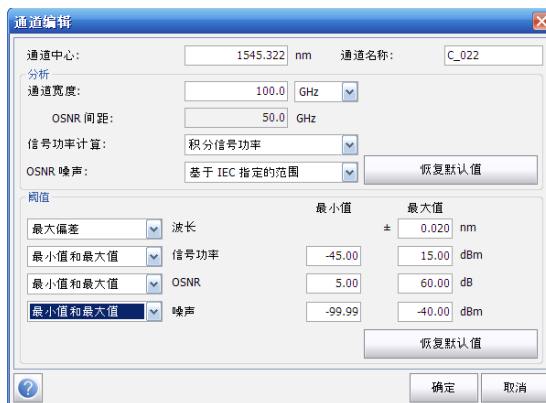 通道编辑
通道中心: 1545.322 nm 通道名称: C_022
分析
通道宽度: 100.0 GHz
OSNR 间距: 50.0 GHz
信号功率计算: 积分信号功率
OSNR 噪声: 基于 IEC 指定的范围 恢复默认值
阈值
最小值 最大值
最大偏差 波长 ± 0.020 nm
最小值和最大值 信号功率 -45.00 15.00 dBm
最小值和最大值 OSNR 5.00 60.00 dB
最小值和最大值 噪声 -99.99 -40.00 dBm
恢复默认值
? 确定 取消